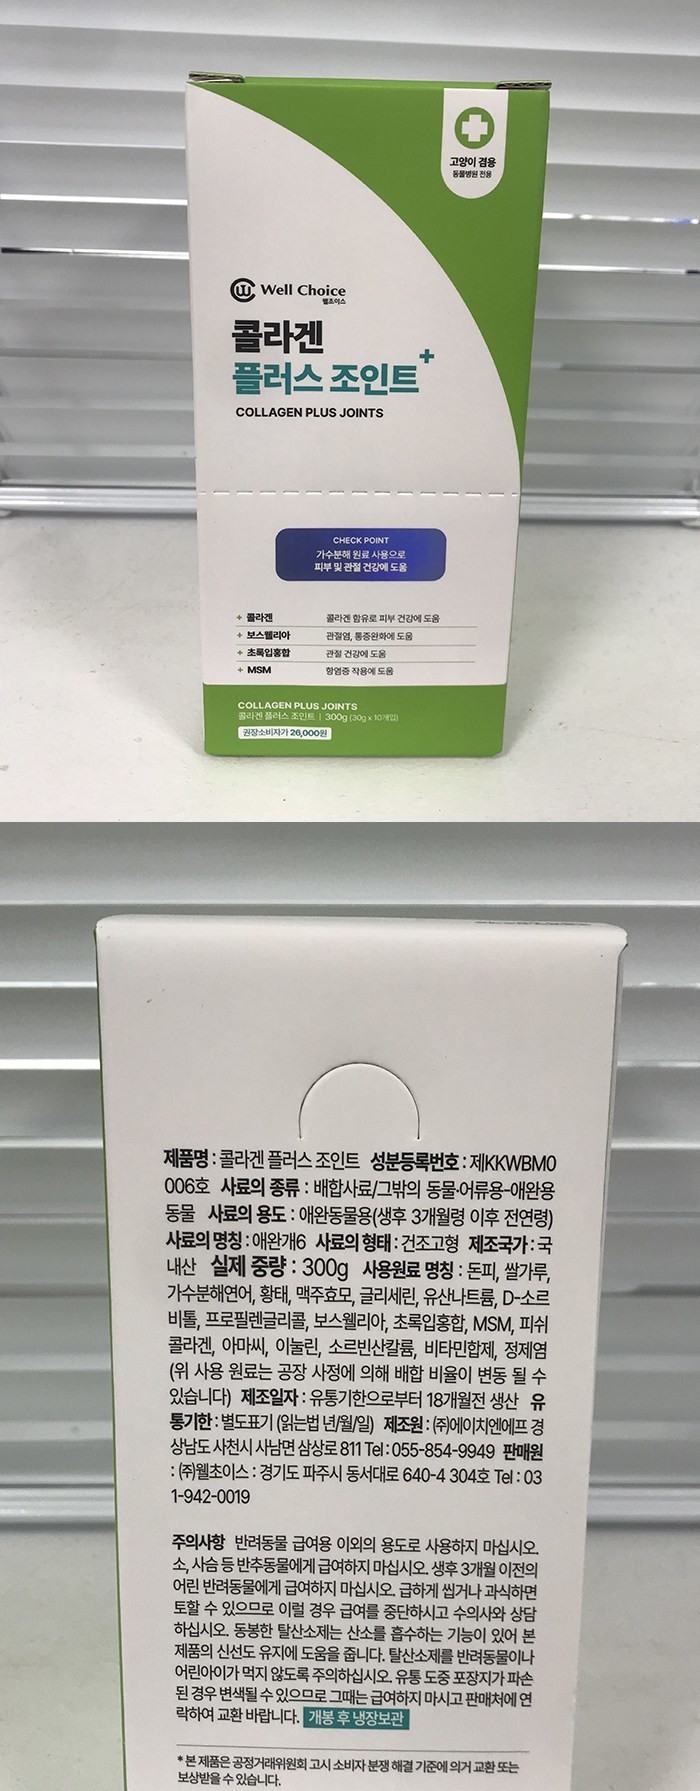 고양이 겸용
동물병원 전용
Well Choice
웰초이스
콜라겐
플러스 조인트+
COLLAGEN PLUS JOINTS
CHECK POINT
가수분해 원료 사용으로
피부 및 관절 건강에 도움
+ 콜라겐 콜라겐 함유로 피부 건강에 도움
+ 보스웰리아 관절염, 통증완화에 도움
+ 초록입홍합 관절 건강에 도움
+ MSM 항염증 작용에 도움
COLLAGEN PLUS JOINTS
콜라겐 플러스 조인트 | 300g (30g x 10개입)
권장소비자가 26,000원
제품명 : 콜라겐 플러스 조인트 성분등록번호 : 제KKWBM0
006호 사료의 종류 : 배합사료/그밖의 동물·어류용-애완용
동물 사료의 용도 : 애완동물용(생후 3개월령 이후 전연령)
사료의 명칭 : 애완개6 사료의 형태 : 건조고형 제조국가 : 국
내산 실제 중량 : 300g 사용원료 명칭 : 돈피, 쌀가루,
가수분해연어, 황태, 맥주효모, 글리세린, 유산나트륨, D-소르
비톨, 프로필렌글리콜, 보스웰리아, 초록입홍합, MSM, 피쉬
콜라겐, 아마씨, 이눌린, 소르빈산칼륨, 비타민합제, 정제염
(위 사용 원료는 공장 사정에 의해 배합 비율이 변동 될 수
있습니다) 제조일자 : 유통기한으로부터 18개월전 생산 유
통기한 : 별도표기 (읽는법 년/월/일) 제조원 : (주)에이치엔에프 경
상남도 사천시 사남면 삼상로 811 Tel : 055-854-9949 판매원
: (주)웰초이스 : 경기도 파주시 동서대로 640-4 304호 Tel : 03
1-942-0019
주의사항 반려동물 급여용 이외의 용도로 사용하지 마십시오.
소, 사슴 등 반추동물에게 급여하지 마십시오. 생후 3개월 이전의
어린 반려동물에게 급여하지 마십시오. 급하게 씹거나 과식하면
토할 수 있으므로 이럴 경우 급여를 중단하시고 수의사와 상담
하십시오. 동봉한 탈산소제는 산소를 흡수하는 기능이 있어 본
제품의 신선도 유지에 도움을 줍니다. 탈산소제를 반려동물이나
어린아이가 먹지 않도록 주의하십시오. 유통 도중 포장지가 파손
된 경우 변색될 수 있으므로 그때는 급여하지 마시고 판매처에 연
락하여 교환 바랍니다. 개봉 후 냉장보관
* 본 제품은 공정거래위원회 고시 소비자 분쟁 해결 기준에 의거 교환 또는
보상받을 수 있습니다.